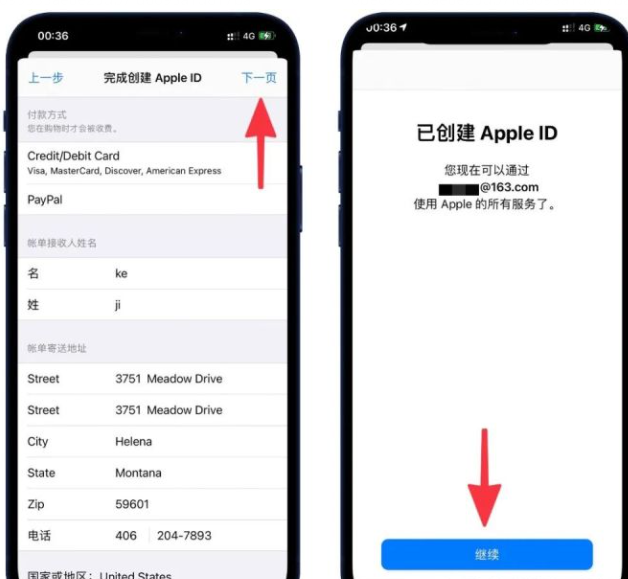 00:36
4G
上一步
完成创建 Apple ID
下一页
付款方式
您在购物时才会被收费。
Credit/Debit Card
Visa, MasterCard, Discover, American Express
PayPal
帐单接收人姓名
名 ke
姓 ji
帐单寄送地址
Street 3751 Meadow Drive
Street 3751 Meadow Drive
City Helena
State Montana
Zip 59601
电话 406 204-7893
国家或地区：United States
00:36
4G
已创建 Apple ID
您现在可以通过
@163.com
使用 Apple 的所有服务了。
继续